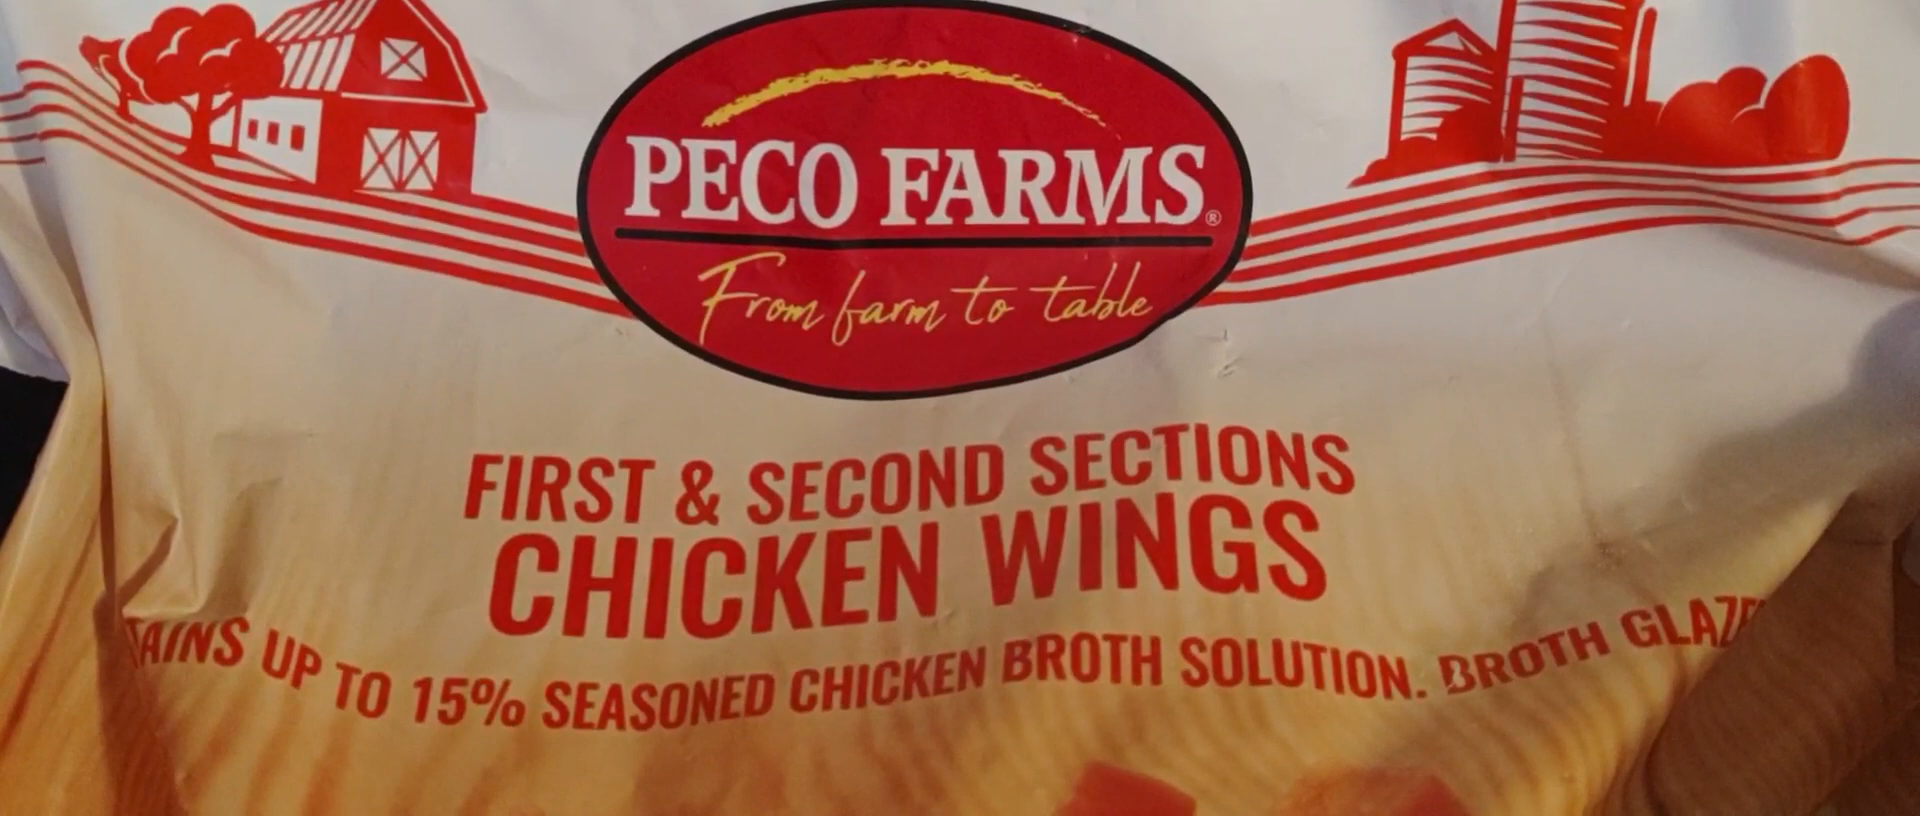 PECO FARMS®
From farm to table
FIRST & SECOND SECTIONS
CHICKEN WINGS
UP TO 15% SEASONED CHICKEN BROTH SOLUTION. BROTH